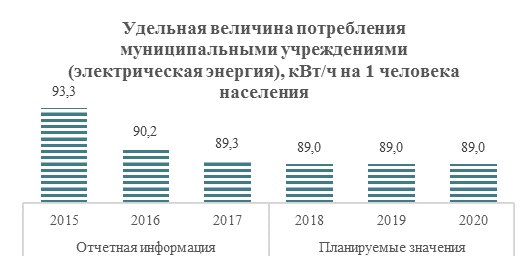 Удельная величина потребления
муниципальными учреждениями
(электрическая энергия), кВт/ч на 1 человека
населения
93,3
90,2
89,3
89,0
89,0
89,0
2015
2016
2017
2018
2019
2020
Отчетная информация
Планируемые значения